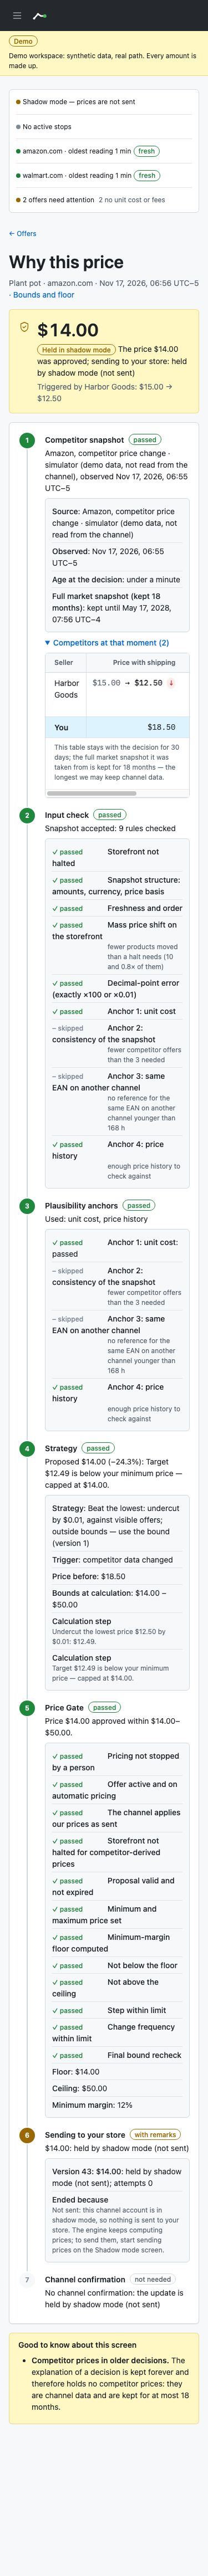 Demo
Demo workspace: synthetic data, real path. Every amount is
made up.
Shadow mode — prices are not sent
No active stops
amazon.com · oldest reading 1 min fresh
walmart.com · oldest reading 1 min fresh
2 offers need attention 2 no unit cost or fees
← Offers
Why this price
Plant pot · amazon.com · Nov 17, 2026, 06:56 UTC−5
· Bounds and floor
$14.00
Held in shadow mode The price $14.00
was approved; sending to your store: held
by shadow mode (not sent)
Triggered by Harbor Goods: $15.00 →
$12.50
1 Competitor snapshot passed
Amazon, competitor price change ·
simulator (demo data, not read from the
channel), observed Nov 17, 2026, 06:55
UTC−5
Source: Amazon, competitor price
change · simulator (demo data, not
read from the channel)
Observed: Nov 17, 2026, 06:55
UTC−5
Age at the decision: under a minute
Full market snapshot (kept 18
months): kept until May 17, 2028,
07:56 UTC−4
▼ Competitors at that moment (2)
Seller Price with shipping
Harbor $15.00 → $12.50 ↓
Goods
You $18.50
This table stays with the decision for 30
days; the full market snapshot it was
taken from is kept for 18 months — the
longest we may keep channel data.
2 Input check passed
Snapshot accepted: 9 rules checked
✓ passed Storefront not
halted
✓ passed Snapshot structure:
amounts, currency, price basis
✓ passed Freshness and order
✓ passed Mass price shift on
the storefront
fewer products moved
than a halt needs (10
and 0.8× of them)
✓ passed Decimal-point error
(exactly ×100 or ×0.01)
✓ passed Anchor 1: unit cost
– skipped Anchor 2:
consistency of the snapshot
fewer competitor offers
than the 3 needed
– skipped Anchor 3: same
EAN on another channel
no reference for the
same EAN on another
channel younger than
168 h
✓ passed Anchor 4: price
history
enough price history to
check against
3 Plausibility anchors passed
Used: unit cost, price history
✓ passed Anchor 1: unit cost:
passed
– skipped Anchor 2:
consistency of the snapshot
fewer competitor offers
than the 3 needed
– skipped Anchor 3: same
EAN on another channel
no reference for the
same EAN on another
channel younger than
168 h
✓ passed Anchor 4: price
history
enough price history to
check against
4 Strategy passed
Proposed $14.00 (−24.3%): Target
$12.49 is below your minimum price —
capped at $14.00.
Strategy: Beat the lowest: undercut
by $0.01, against visible offers;
outside bounds — use the bound
(version 1)
Trigger: competitor data changed
Price before: $18.50
Bounds at calculation: $14.00 –
$50.00
Calculation step
Undercut the lowest price $12.50 by
$0.01: $12.49.
Calculation step
Target $12.49 is below your minimum
price — capped at $14.00.
5 Price Gate passed
Price $14.00 approved within $14.00–
$50.00.
✓ passed Pricing not stopped
by a person
✓ passed Offer active and on
automatic pricing
✓ passed The channel applies
our prices as sent
✓ passed Storefront not
halted for competitor-derived
prices
✓ passed Proposal valid and
not expired
✓ passed Minimum and
maximum price set
✓ passed Minimum-margin
floor computed
✓ passed Not below the floor
✓ passed Not above the
ceiling
✓ passed Step within limit
✓ passed Change frequency
within limit
✓ passed Final bound recheck
Floor: $14.00
Ceiling: $50.00
Minimum margin: 12%
6 Sending to your store with remarks
$14.00: held by shadow mode (not sent)
Version 43: $14.00: held by shadow
mode (not sent); attempts 0
Ended because
Not sent: this channel account is in
shadow mode, so nothing is sent to your
store. The engine keeps computing
prices; to send them, start sending
prices on the Shadow mode screen.
7 Channel confirmation not needed
No channel confirmation: the update is
held by shadow mode (not sent)
Good to know about this screen
• Competitor prices in older decisions. The
explanation of a decision is kept forever and
therefore holds no competitor prices: they
are channel data and are kept for at most 18
months.